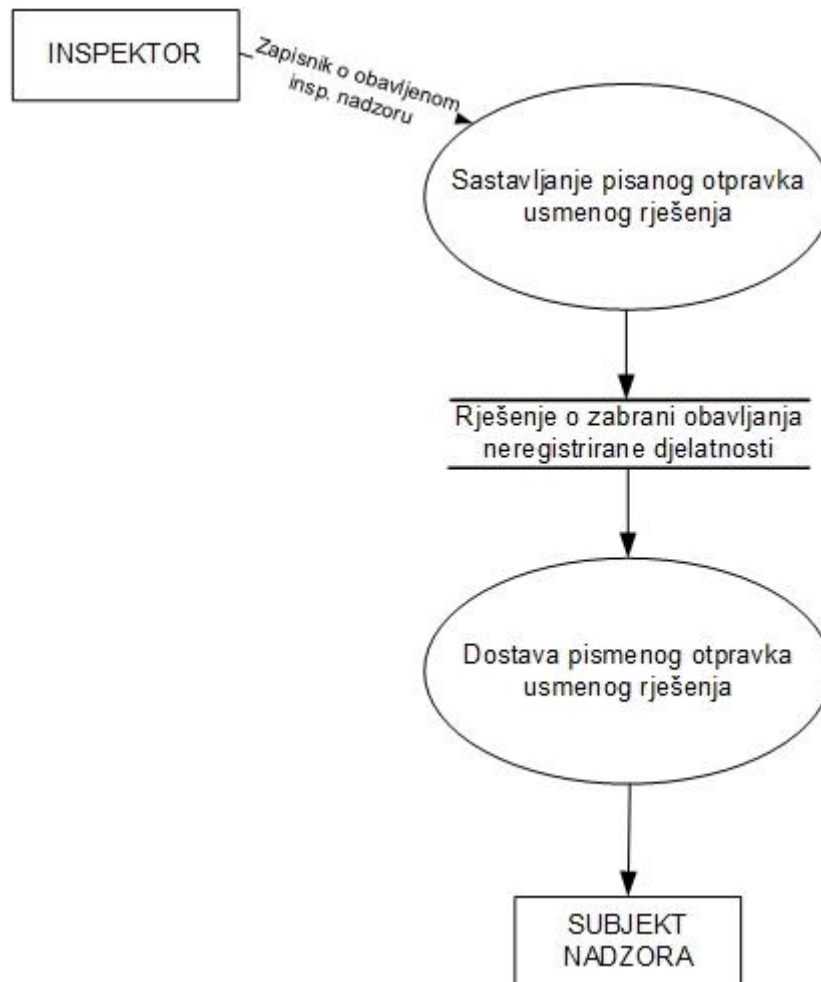 INSPEKTOR
Zapisnik o obavljenom
insp. nadzoru
Sastavljanje pisanog otpravka
usmenog rješenja
Rješenje o zabrani obavljanja
neregistrirane djelatnosti
Dostava pismenog otpravka
usmenog rješenja
SUBJEKT
NADZORA